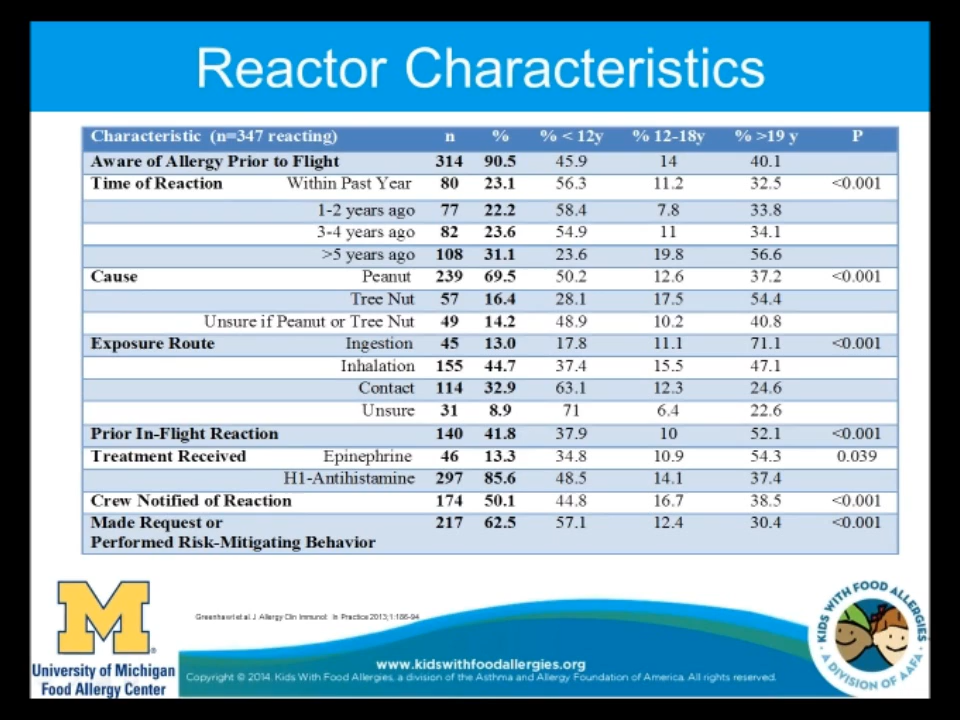 Reactor Characteristics
Characteristic (n=347 reacting) n % % < 12y % 12-18y % >19 y P
Aware of Allergy Prior to Flight 314 90.5 45.9 14 40.1
Time of Reaction Within Past Year 80 23.1 56.3 11.2 32.5 <0.001
1-2 years ago 77 22.2 58.4 7.8 33.8
3-4 years ago 82 23.6 54.9 11 34.1
>5 years ago 108 31.1 23.6 19.8 56.6
Cause Peanut 239 69.5 50.2 12.6 37.2 <0.001
Tree Nut 57 16.4 28.1 17.5 54.4
Unsure if Peanut or Tree Nut 49 14.2 48.9 10.2 40.8
Exposure Route Ingestion 45 13.0 17.8 11.1 71.1 <0.001
Inhalation 155 44.7 37.4 15.5 47.1
Contact 114 32.9 63.1 12.3 24.6
Unsure 31 8.9 71 6.4 22.6
Prior In-Flight Reaction 140 41.8 37.9 10 52.1 <0.001
Treatment Received Epinephrine 46 13.3 34.8 10.9 54.3 0.039
H1-Antihistamine 297 85.6 48.5 14.1 37.4
Crew Notified of Reaction 174 50.1 44.8 16.7 38.5 <0.001
Made Request or 217 62.5 57.1 12.4 30.4 <0.001
Performed Risk-Mitigating Behavior
Greenhawt et al. J Allergy Clin Immunol: In Practice 2013;1:186-94
M
University of Michigan
Food Allergy Center
www.kidswithfoodallergies.org
Copyright © 2014. Kids With Food Allergies, a division of the Asthma and Allergy Foundation of America. All rights reserved.
KIDS WITH FOOD ALLERGIES
A DIVISION OF AAFA